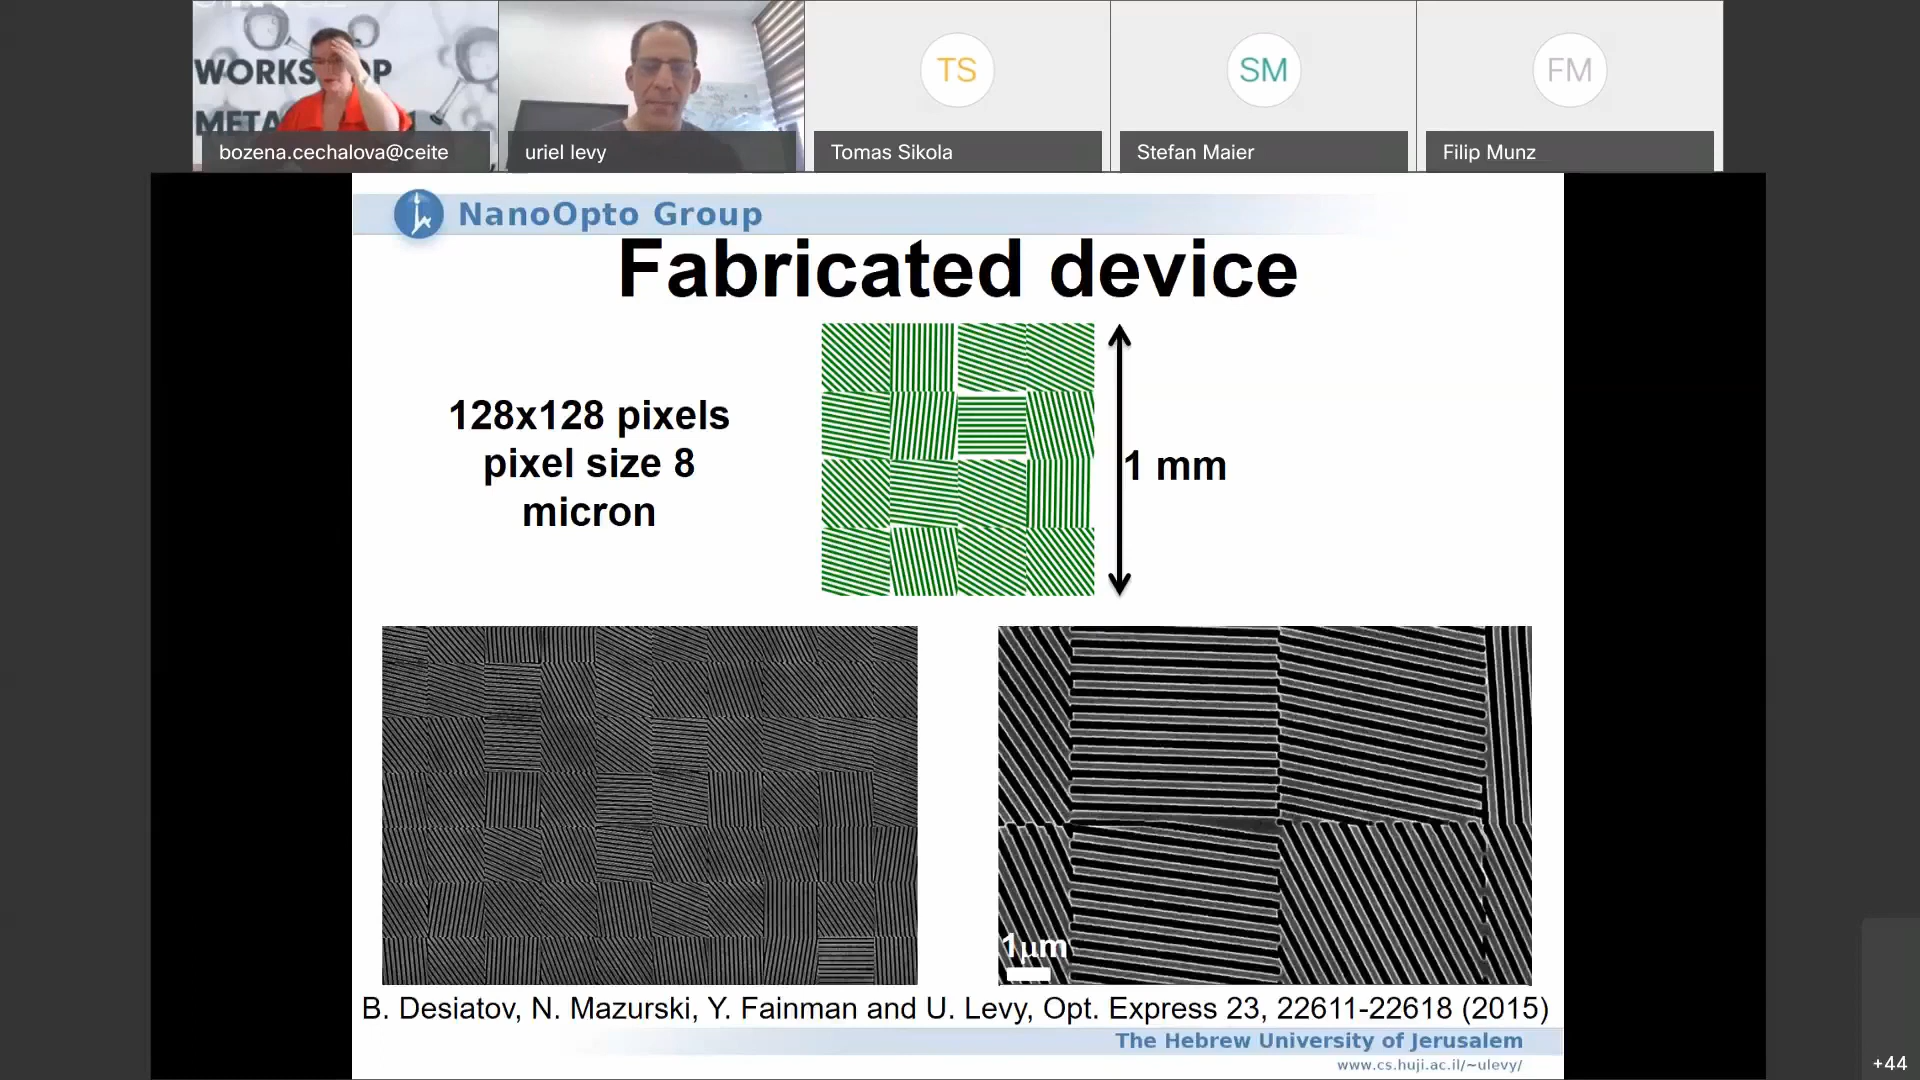 WORKSHOP
META
bozena.cechalova@ceite
uriel levy
TS
Tomas Sikola
SM
Stefan Maier
FM
Filip Munz
NanoOpto Group
Fabricated device
128x128 pixels
pixel size 8
micron
1 mm
1μm
B. Desiatov, N. Mazurski, Y. Fainman and U. Levy, Opt. Express 23, 22611-22618 (2015)
The Hebrew University of Jerusalem
www.cs.huji.ac.il/~ulevy/
+44